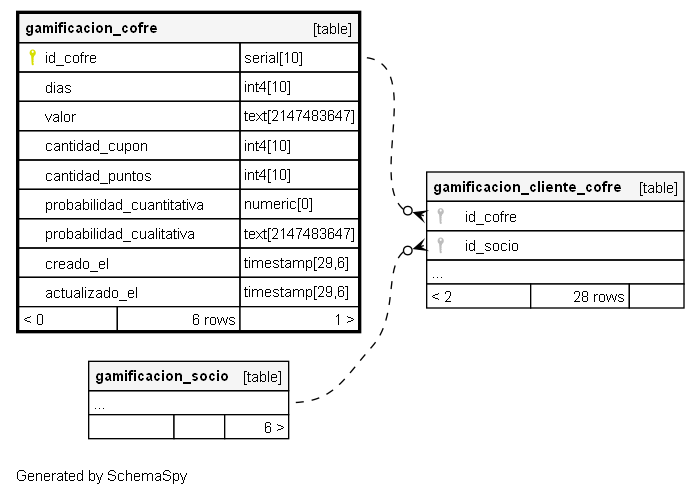 gamificacion_cofre [table]
id_cofre serial[10]
dias int4[10]
valor text[2147483647]
cantidad_cupon int4[10]
cantidad_puntos int4[10]
probabilidad_cuantitativa numeric[0]
probabilidad_cualitativa text[2147483647]
creado_el timestamp[29,6]
actualizado_el timestamp[29,6]
< 0 6 rows 1 >
gamificacion_cliente_cofre [table]
id_cofre
id_socio
...
< 2 28 rows
gamificacion_socio [table]
...
6 >
Generated by SchemaSpy